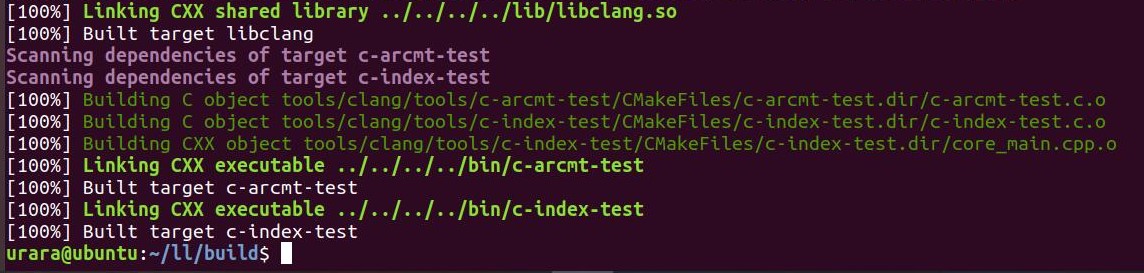 [100%] Linking CXX shared library ../../../../lib/libclang.so
[100%] Built target libclang
Scanning dependencies of target c-arcmt-test
Scanning dependencies of target c-index-test
[100%] Building C object tools/clang/tools/c-arcmt-test/CMakeFiles/c-arcmt-test.dir/c-arcmt-test.c.o
[100%] Building C object tools/clang/tools/c-index-test/CMakeFiles/c-index-test.dir/c-index-test.c.o
[100%] Building CXX object tools/clang/tools/c-index-test/CMakeFiles/c-index-test.dir/core_main.cpp.o
[100%] Linking CXX executable ../../../../bin/c-arcmt-test
[100%] Built target c-arcmt-test
[100%] Linking CXX executable ../../../../bin/c-index-test
[100%] Built target c-index-test
urara@ubuntu:~/ll/build$